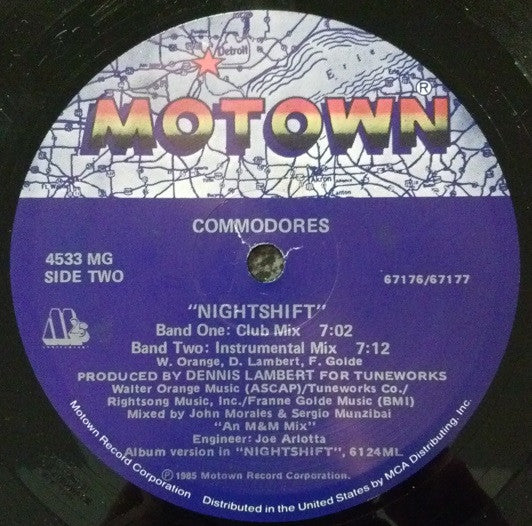 Detroit
Erie
MOTOWN®
Akron
COMMODORES
4533 MG
SIDE TWO
67176/67177
"NIGHTSHIFT"
Band One: Club Mix 7:02
Band Two: Instrumental Mix 7:12
W. Orange, D. Lambert, F. Golde
PRODUCED BY DENNIS LAMBERT FOR TUNEWORKS
Walter Orange Music (ASCAP)/Tuneworks Co./
Rightsong Music, Inc./Franne Golde Music (BMI)
Mixed by John Morales & Sergio Munzibai
"An M&M Mix"
Engineer: Joe Arlotta
Album version in "NIGHTSHIFT", 6124ML.
Ⓟ1985 Motown Record Corporation.
Motown Record Corporation
Distributed in the United States by MCA Distributing, Inc.